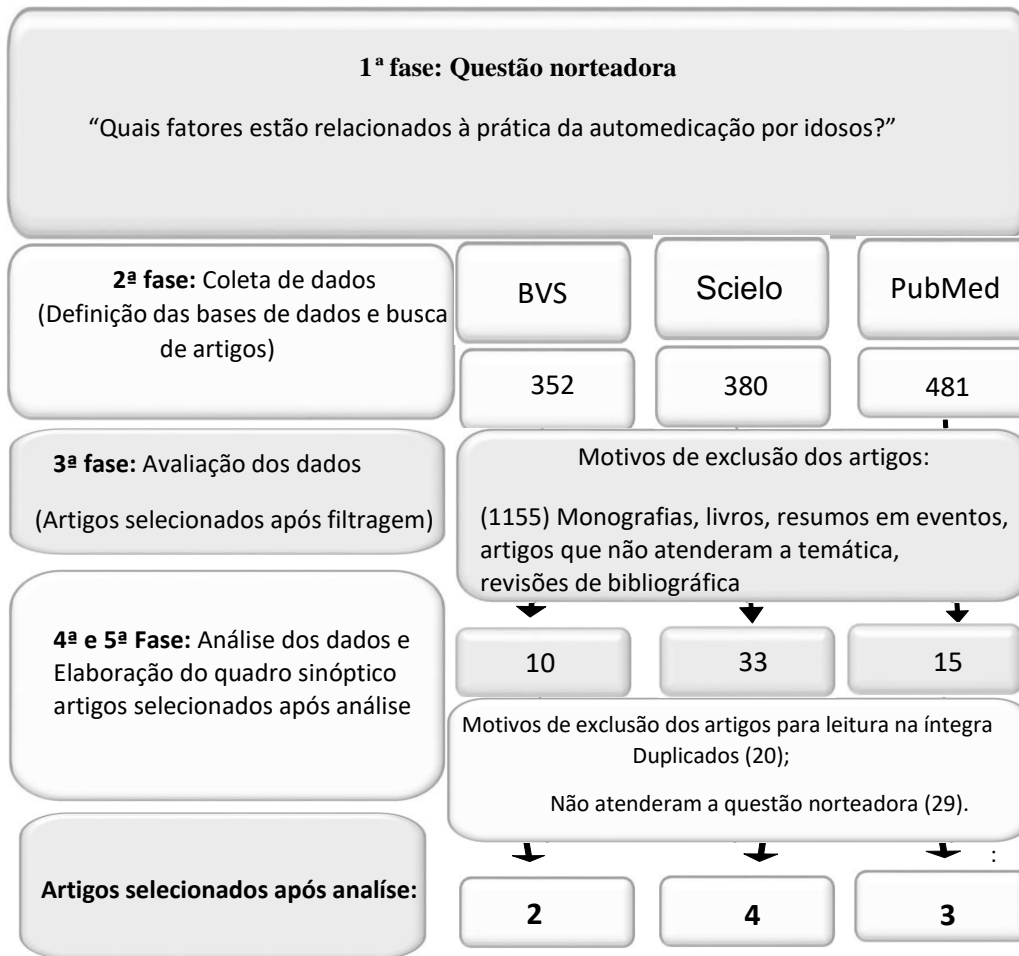 1ª fase: Questão norteadora
“Quais fatores estão relacionados à prática da automedicação por idosos?”
2ª fase: Coleta de dados
(Definição das bases de dados e busca
de artigos)
BVS
Scielo
PubMed
352
380
481
3ª fase: Avaliação dos dados
(Artigos selecionados após filtragem)
Motivos de exclusão dos artigos:
(1155) Monografias, livros, resumos em eventos,
artigos que não atenderam a temática,
revisões de bibliográfica
4ª e 5ª Fase: Análise dos dados e
Elaboração do quadro sinóptico
artigos selecionados após análise
10
33
15
Motivos de exclusão dos artigos para leitura na íntegra
Duplicados (20);
Não atenderam a questão norteadora (29).
:
Artigos selecionados após analíse:
2
4
3